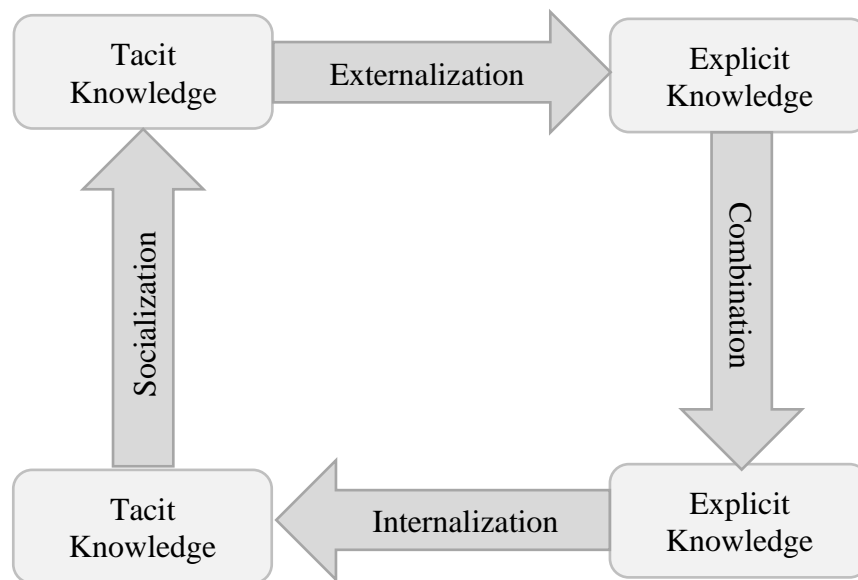 Tacit
Knowledge
Externalization
Explicit
Knowledge
Socialization
Combination
Tacit
Knowledge
Internalization
Explicit
Knowledge